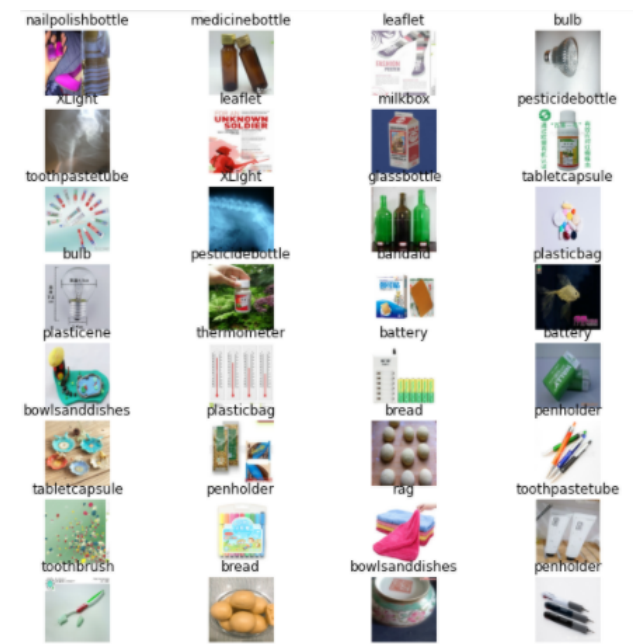 nailpolishbottle medicinebottle leaflet bulb
XLight leaflet milkbox pesticidebottle
UNKNOWN
SOLDIER
toothpastetube XLight glassbottle tabletcapsule
bulb pesticidebottle bandaid plasticbag
plasticene thermometer battery battery
bowlsanddishes plasticbag bread penholder
tabletcapsule penholder rag toothpastetube
toothbrush bread bowlsanddishes penholder